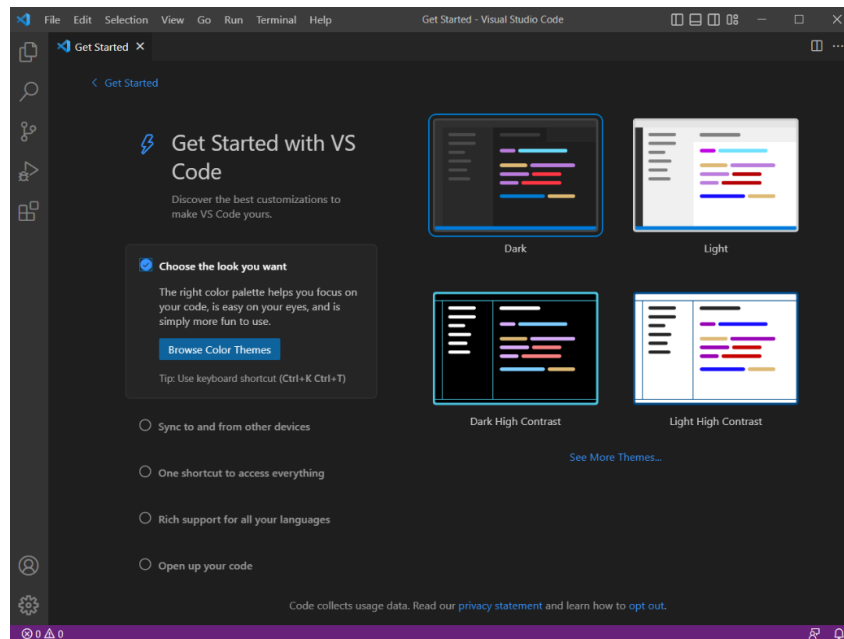 File Edit Selection View Go Run Terminal Help
Get Started - Visual Studio Code
Get Started
Get Started
Get Started with VS
Code
Discover the best customizations to
make VS Code yours.
Choose the look you want
The right color palette helps you focus on
your code, is easy on your eyes, and is
simply more fun to use.
Browse Color Themes
Tip: Use keyboard shortcut (Ctrl+K Ctrl+T)
Sync to and from other devices
One shortcut to access everything
Rich support for all your languages
Open up your code
Dark
Light
Dark High Contrast
Light High Contrast
See More Themes...
Code collects usage data. Read our privacy statement and learn how to opt out.
0 0